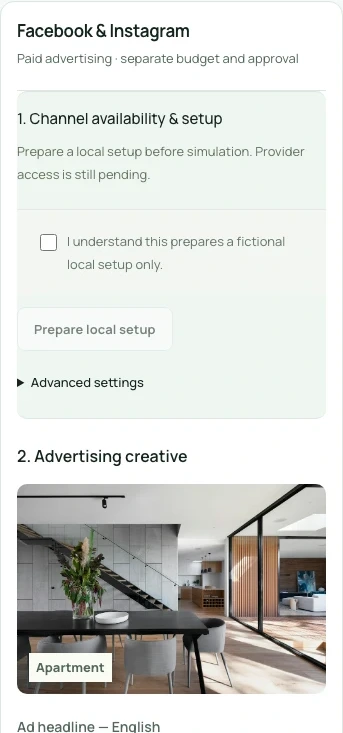 Facebook & Instagram
Paid advertising · separate budget and approval
1. Channel availability & setup
Prepare a local setup before simulation. Provider
access is still pending.
I understand this prepares a fictional
local setup only.
Prepare local setup
Advanced settings
2. Advertising creative
Apartment
Ad headline — English